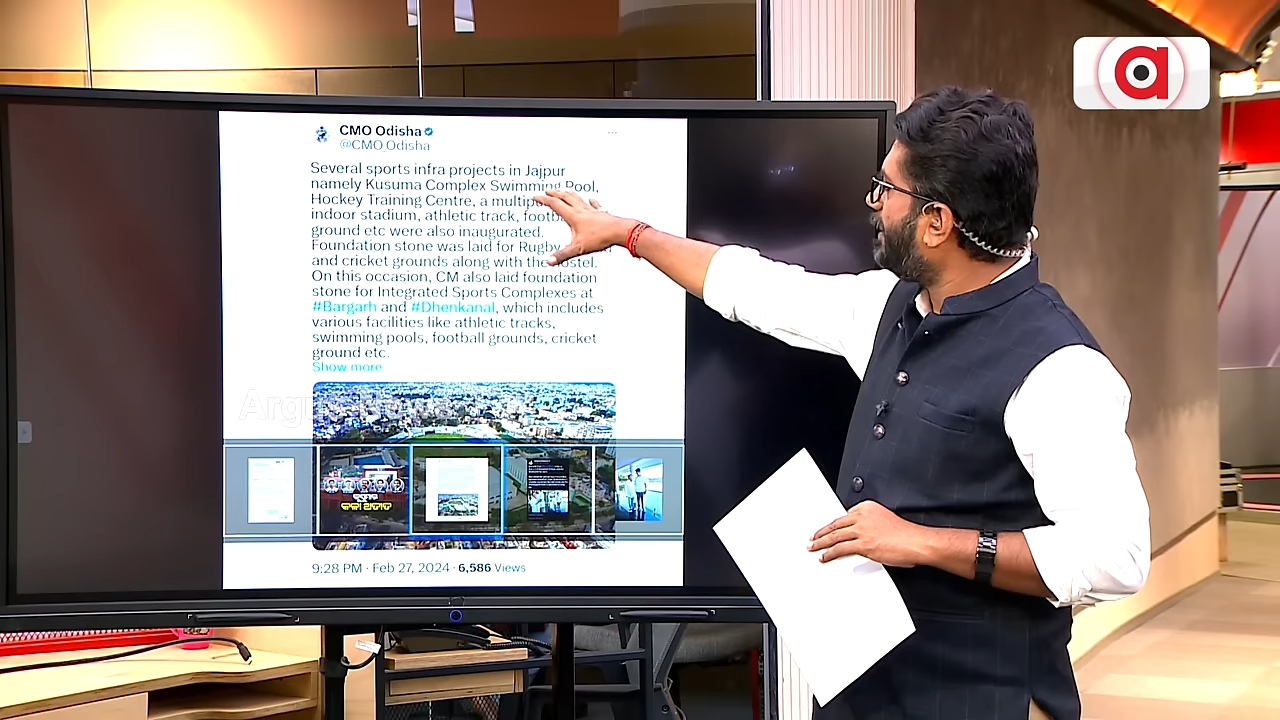 a
CMO Odisha
@CMO Odisha
Several sports infra projects in Jajpur
namely Kusuma Complex Swimming Pool,
Hockey Training Centre, a
indoor stadium, athletic track,
ground etc were also inaugurated.
Foundation stone was laid for Rugby
and cricket grounds along with the hostel.
On this occasion, CM also laid foundation
stone for Integrated Sports Complexes at
#Bargarh and #Dhenkanal, which includes
various facilities like athletic tracks,
swimming pools, football grounds, cricket
ground etc.
Show more
କଳା ଅତୀତ
9:28 PM · Feb 27, 2024 · 6,586 Views